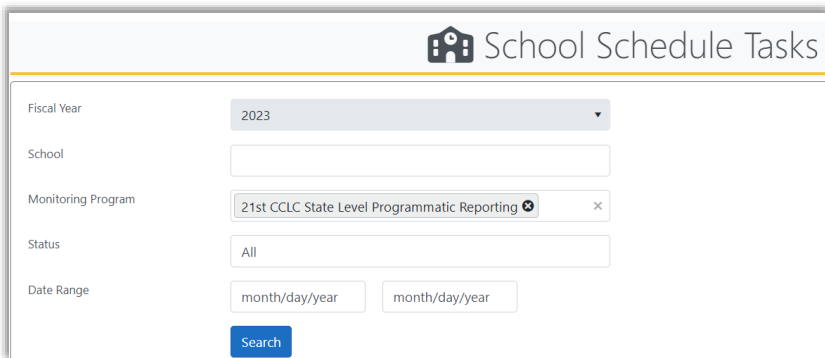 School Schedule Tasks
Fiscal Year
2023
School
Monitoring Program
21st CCLC State Level Programmatic Reporting
Status
All
Date Range
month/day/year month/day/year
Search